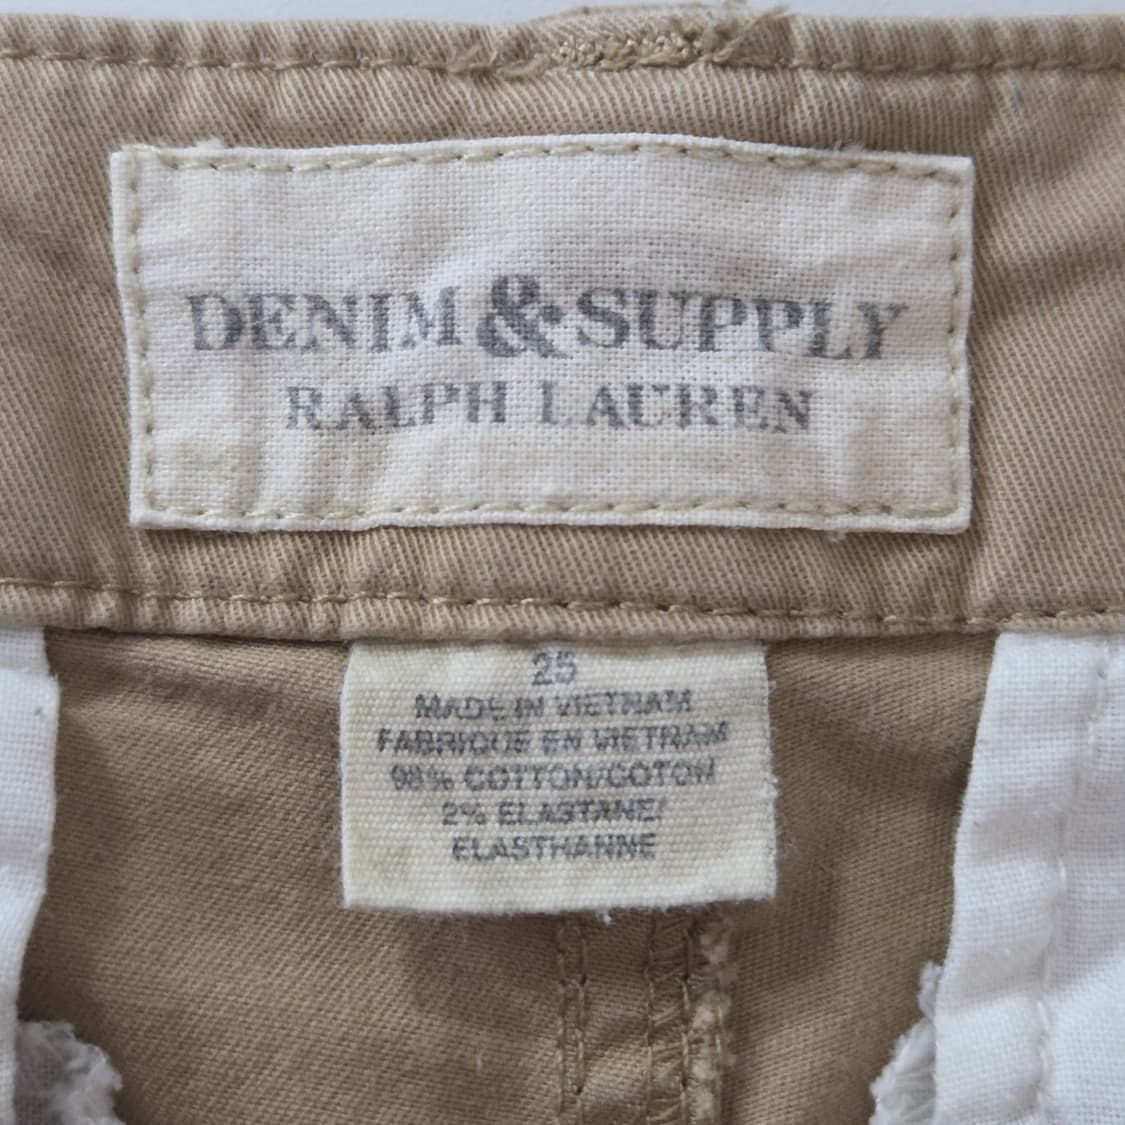 DENIM & SUPPLY
RALPH LAUREN
25
MADE IN VIETNAM
FABRIQUE EN VIETNAM
98% COTTON/COTON
2% ELASTANE/
ELASTHANNE